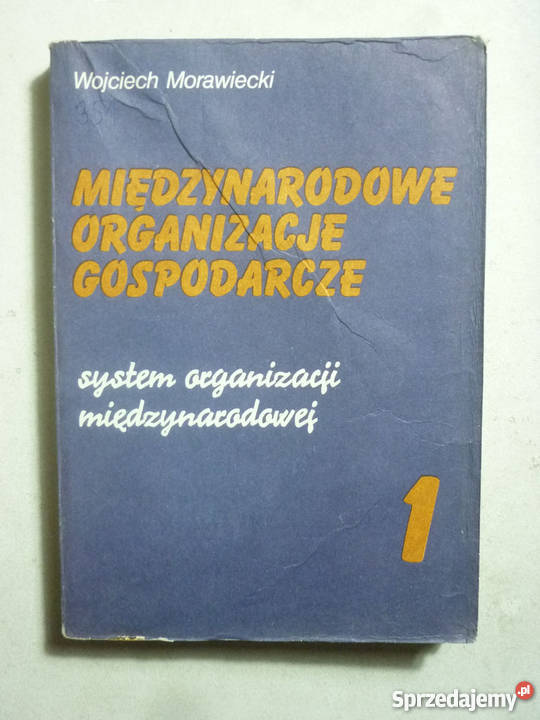 Wojciech Morawiecki
MIĘDZYNARODOWE
ORGANIZACJE
GOSPODARCZE
system organizacji
międzynarodowej
1
Sprzedajemy.pl